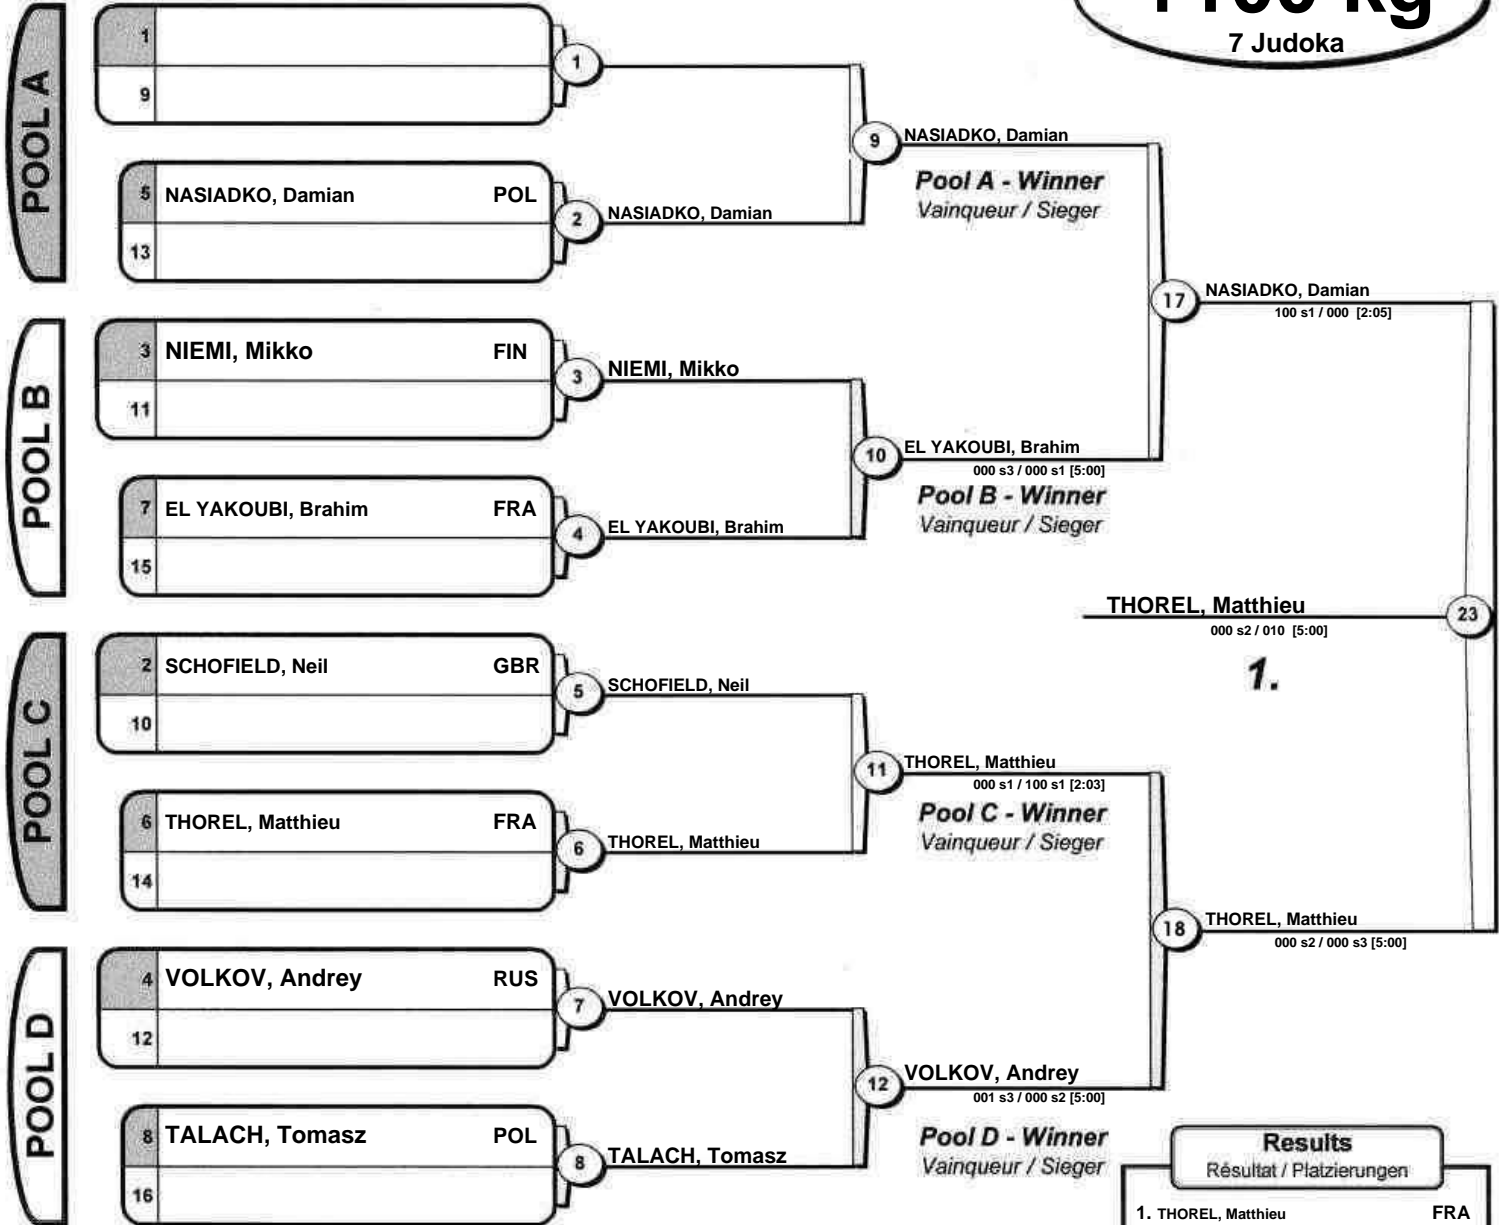 7 Judoka
POOL A
1
9
1
5 NASIADKO, Damian POL
13
2
NASIADKO, Damian
9
NASIADKO, Damian
Pool A - Winner
Vainqueur / Sieger
POOL B
3 NIEMI, Mikko FIN
11
3
NIEMI, Mikko
7 EL YAKOUBI, Brahim FRA
15
4
EL YAKOUBI, Brahim
10
EL YAKOUBI, Brahim
000 s3 / 000 s1 [5:00]
Pool B - Winner
Vainqueur / Sieger
17
NASIADKO, Damian
100 s1 / 000 [2:05]
POOL C
2 SCHOFIELD, Neil GBR
10
5
SCHOFIELD, Neil
6 THOREL, Matthieu FRA
14
6
THOREL, Matthieu
11
THOREL, Matthieu
000 s1 / 100 s1 [2:03]
Pool C - Winner
Vainqueur / Sieger
POOL D
4 VOLKOV, Andrey RUS
12
7
VOLKOV, Andrey
8 TALACH, Tomasz POL
16
8
TALACH, Tomasz
12
VOLKOV, Andrey
001 s3 / 000 s2 [5:00]
Pool D - Winner
Vainqueur / Sieger
18
THOREL, Matthieu
000 s2 / 000 s3 [5:00]
THOREL, Matthieu
23
000 s2 / 010 [5:00]
1.
Results
Résultat / Platzierungen
1. THOREL, Matthieu FRA